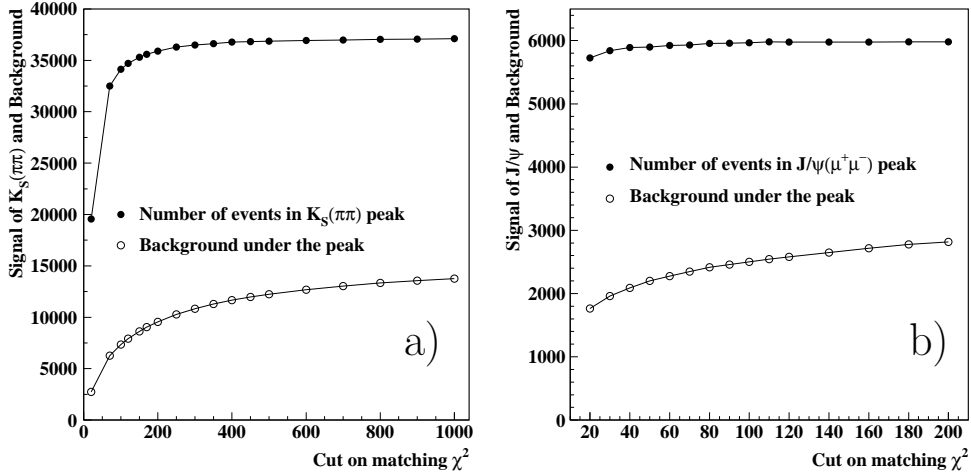 Signal of K_S(ππ) and Background
40000
35000
30000
25000
20000
15000
10000
5000
0
Number of events in K_S(ππ) peak
Background under the peak
a)
0 200 400 600 800 1000
Cut on matching χ²
Signal of J/ψ and Background
6000
5000
4000
3000
2000
1000
0
Number of events in J/ψ(μ⁺μ⁻) peak
Background under the peak
b)
20 40 60 80 100 120 140 160 180 200
Cut on matching χ²